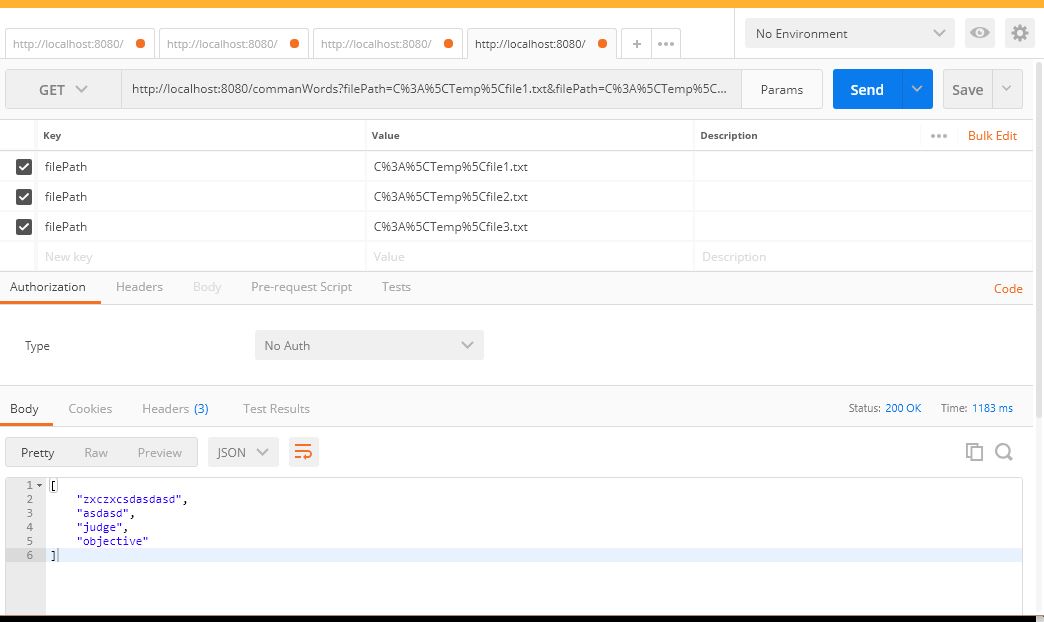 http://localhost:8080/ http://localhost:8080/ http://localhost:8080/ http://localhost:8080/ + ••• No Environment
GET http://localhost:8080/commanWords?filePath=C%3A%5CTemp%5Cfile1.txt&filePath=C%3A%5CTemp%5C... Params Send Save
Key Value Description ••• Bulk Edit
filePath C%3A%5CTemp%5Cfile1.txt
filePath C%3A%5CTemp%5Cfile2.txt
filePath C%3A%5CTemp%5Cfile3.txt
New key Value Description
Authorization Headers Body Pre-request Script Tests Code
Type No Auth
Body Cookies Headers (3) Test Results Status: 200 OK Time: 1183 ms
Pretty Raw Preview JSON
1 [
2 "zxczxcsdasdasd",
3 "asdasd",
4 "judge",
5 "objective"
6 ]